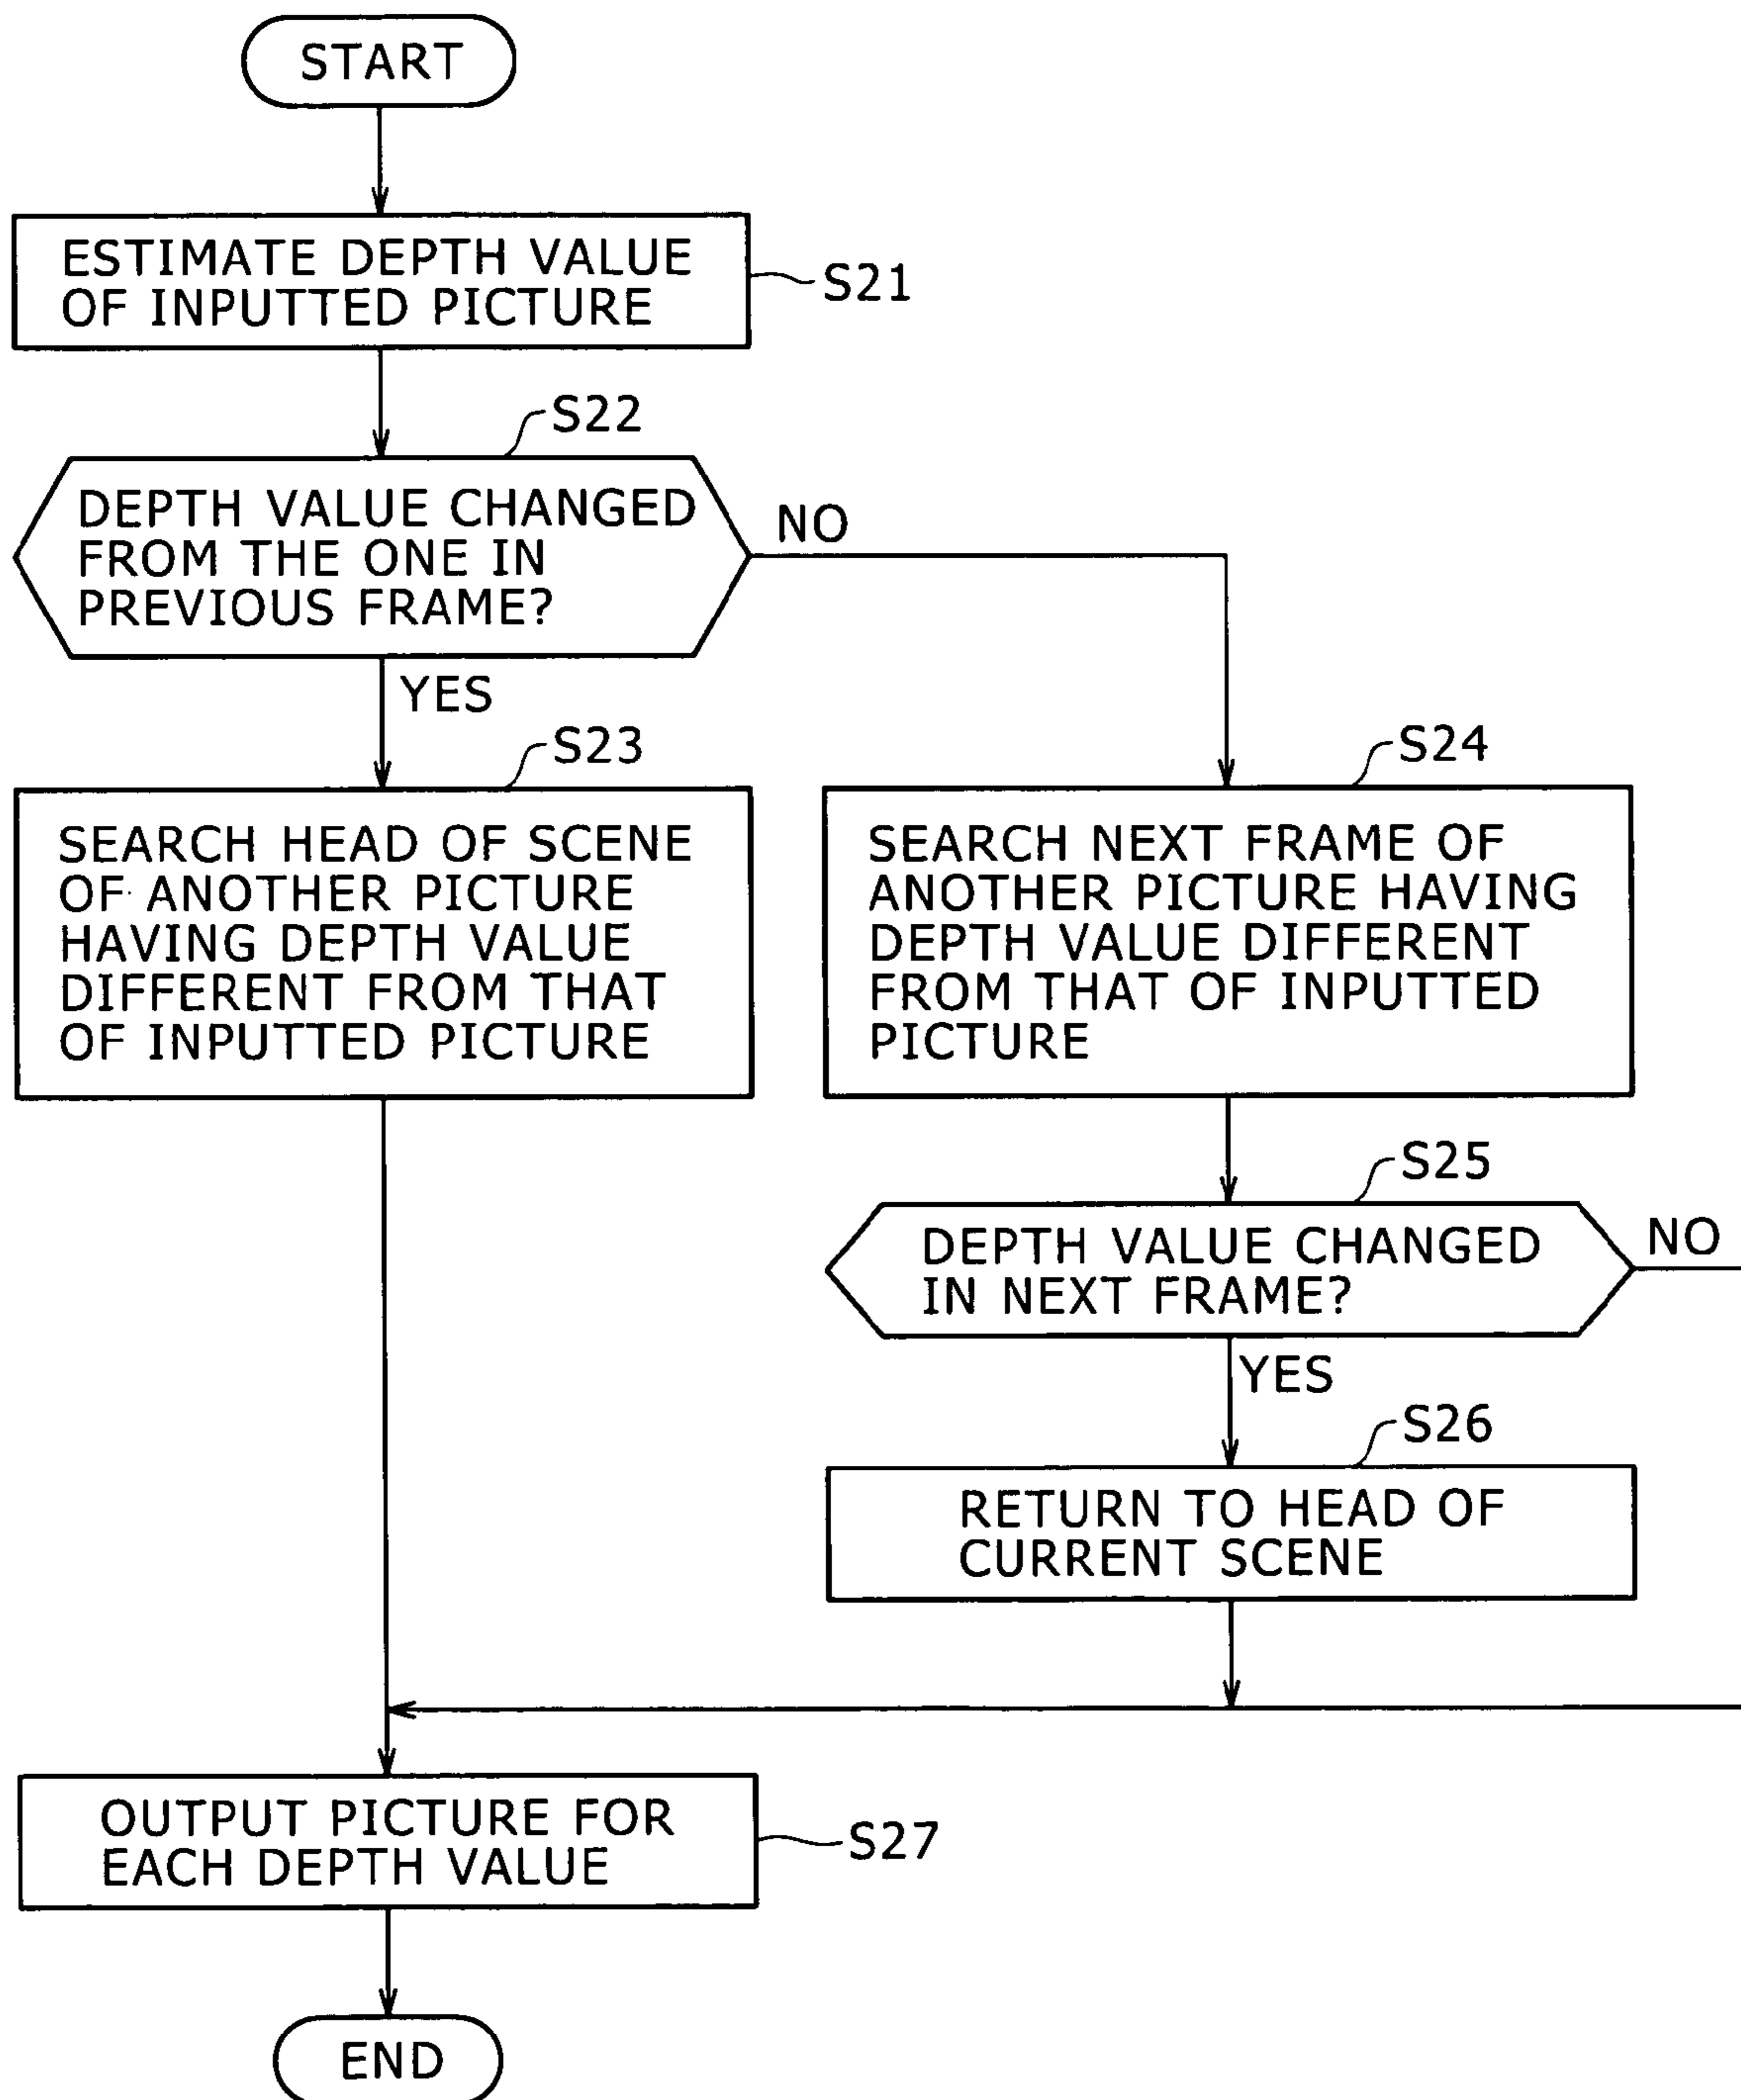 START
ESTIMATE DEPTH VALUE
OF INPUTTED PICTURE
S21
S22
DEPTH VALUE CHANGED
FROM THE ONE IN
PREVIOUS FRAME?
NO
YES
S23
SEARCH HEAD OF SCENE
OF ANOTHER PICTURE
HAVING DEPTH VALUE
DIFFERENT FROM THAT
OF INPUTTED PICTURE
S24
SEARCH NEXT FRAME OF
ANOTHER PICTURE HAVING
DEPTH VALUE DIFFERENT
FROM THAT OF INPUTTED
PICTURE
S25
DEPTH VALUE CHANGED
IN NEXT FRAME?
NO
YES
S26
RETURN TO HEAD OF
CURRENT SCENE
OUTPUT PICTURE FOR
EACH DEPTH VALUE
S27
END